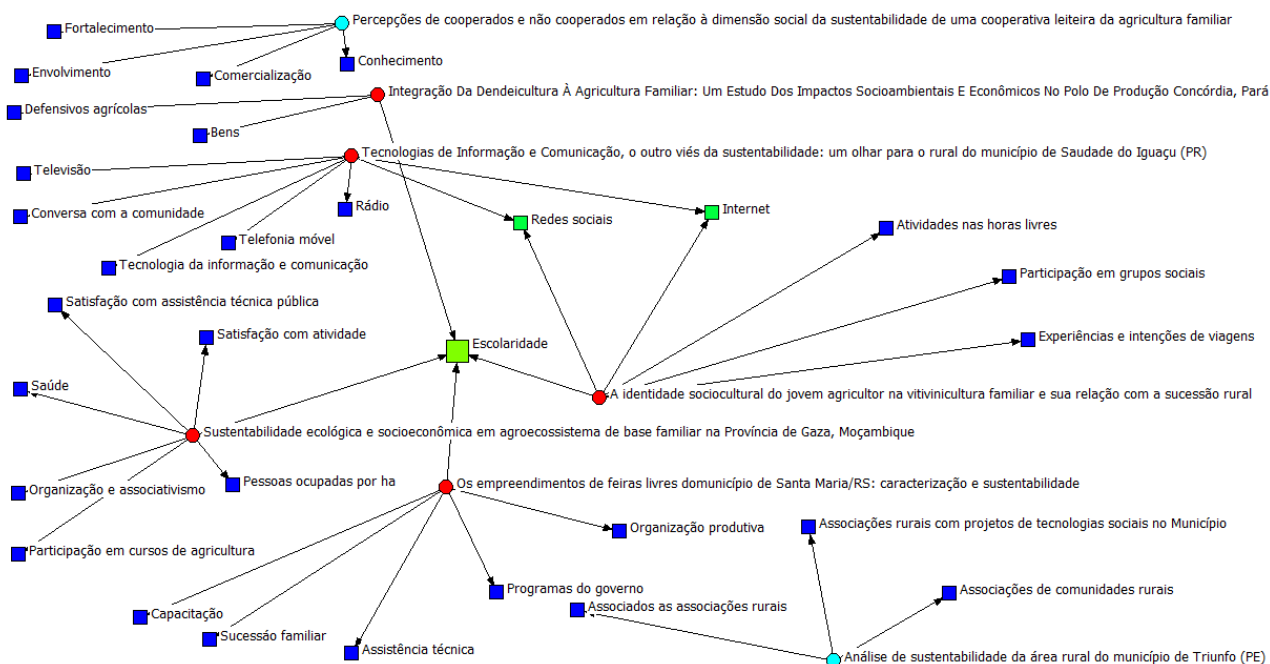 Percepções de cooperados e não cooperados em relação à dimensão social da sustentabilidade de uma cooperativa leiteira da agricultura familiar
Fortalecimento
Conhecimento
Envolvimento
Comercialização
Integração Da Dendeicultura À Agricultura Familiar: Um Estudo Dos Impactos Socioambientais E Econômicos No Polo De Produção Concórdia, Pará
Defensivos agrícolas
Bens
Tecnologias de Informação e Comunicação, o outro viés da sustentabilidade: um olhar para o rural do município de Saudade do Iguaçu (PR)
Televisão
Rádio
Conversa com a comunidade
Redes sociais
Internet
Atividades nas horas livres
Telefonia móvel
Tecnologia da informação e comunicação
Participação em grupos sociais
Satisfação com assistência técnica pública
Satisfação com atividade
Escolaridade
Experiências e intenções de viagens
Saúde
A identidade sociocultural do jovem agricultor na vitivinicultura familiar e sua relação com a sucessão rural
Sustentabilidade ecológica e socioeconômica em agroecossistema de base familiar na Província de Gaza, Moçambique
Organização e associativismo
Pessoas ocupadas por ha
Os empreendimentos de feiras livres domunicípio de Santa Maria/RS: caracterização e sustentabilidade
Organização produtiva
Associações rurais com projetos de tecnologias sociais no Município
Participação em cursos de agricultura
Programas do governo
Associações de comunidades rurais
Associados as associações rurais
Capacitação
Sucessão familiar
Assistência técnica
Análise de sustentabilidade da área rural do município de Triunfo (PE)